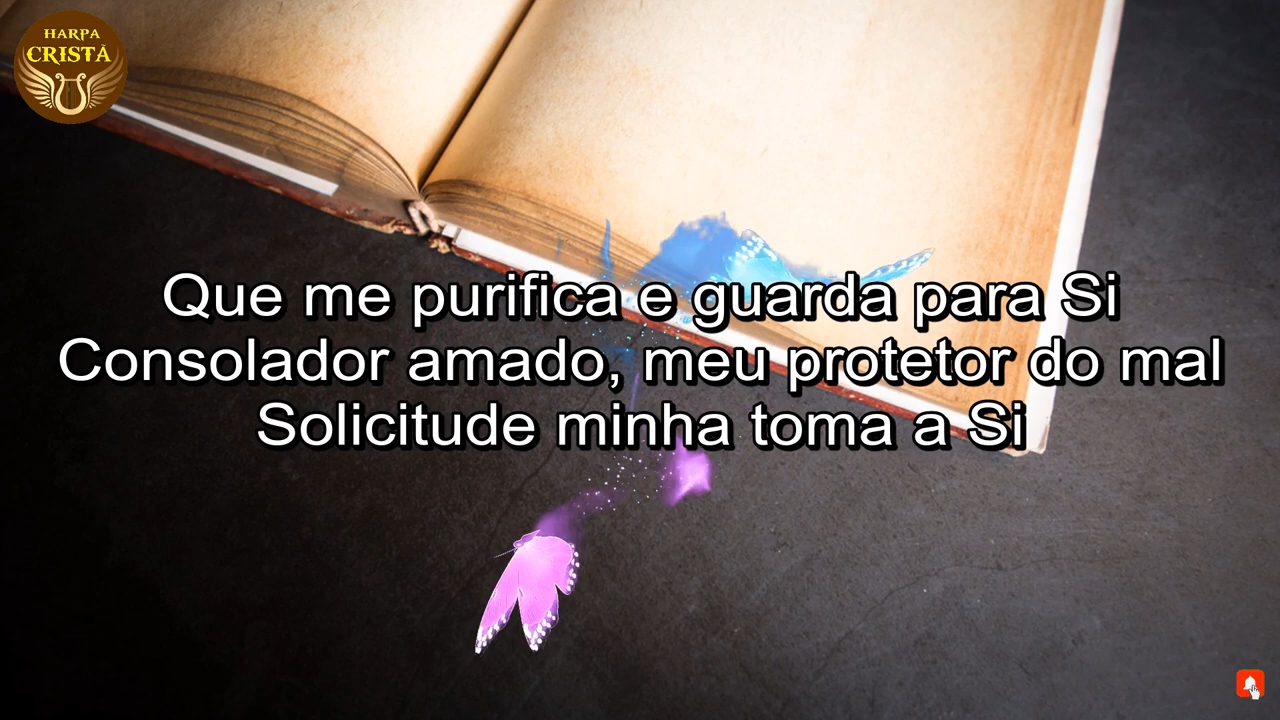 HARPA
CRISTÃ
Que me purifica e guarda para Si
Consolador amado, meu protetor do mal
Solicitude minha toma a Si